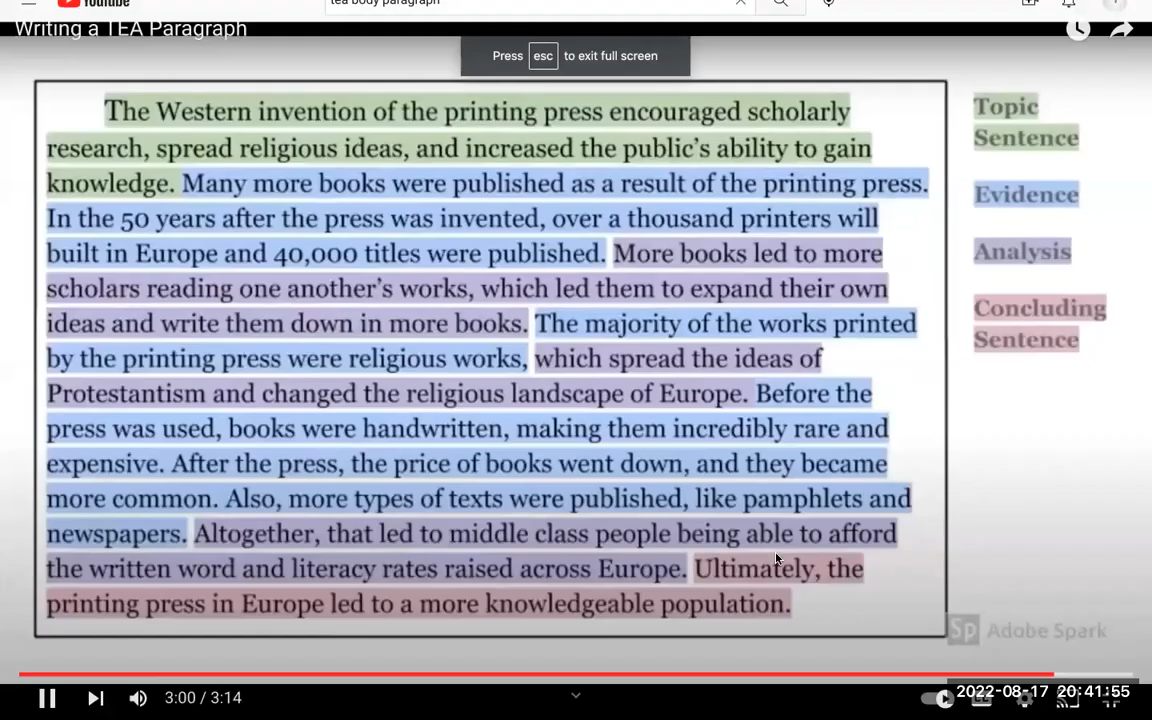 YouTube
tea body paragraph
Writing a TEA Paragraph
Press esc to exit full screen
The Western invention of the printing press encouraged scholarly
research, spread religious ideas, and increased the public's ability to gain
knowledge. Many more books were published as a result of the printing press.
In the 50 years after the press was invented, over a thousand printers will
built in Europe and 40,000 titles were published. More books led to more
scholars reading one another's works, which led them to expand their own
ideas and write them down in more books. The majority of the works printed
by the printing press were religious works, which spread the ideas of
Protestantism and changed the religious landscape of Europe. Before the
press was used, books were handwritten, making them incredibly rare and
expensive. After the press, the price of books went down, and they became
more common. Also, more types of texts were published, like pamphlets and
newspapers. Altogether, that led to middle class people being able to afford
the written word and literacy rates raised across Europe. Ultimately, the
printing press in Europe led to a more knowledgeable population.
Topic
Sentence
Evidence
Analysis
Concluding
Sentence
Sp Adobe Spark
3:00 / 3:14
2022-08-17 20:41:55